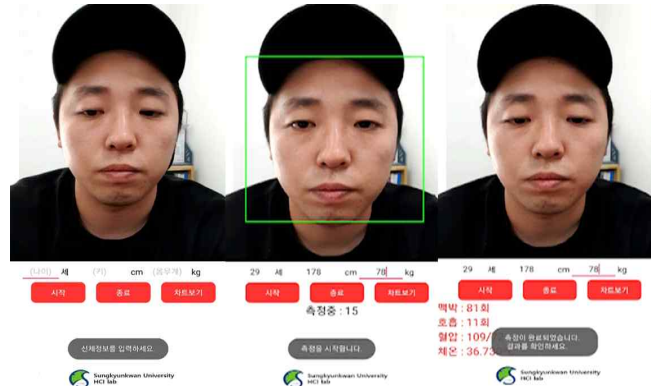 (나이) 세 (키) cm (몸무게) kg
시작 종료 차트보기
신체정보를 입력하세요.
Sungkyunkwan University
HCI lab
29 세 178 cm 78 kg
시작 종료 차트보기
측정중 : 15
측정을 시작합니다.
Sungkyunkwan University
HCI lab
29 세 178 cm 78 kg
시작 종료 차트보기
맥박 : 81회
호흡 : 11회
혈압 : 109/
체온 : 36.73
측정이 완료되었습니다.
결과를 확인하세요.
Sungkyunkwan University
HCI lab